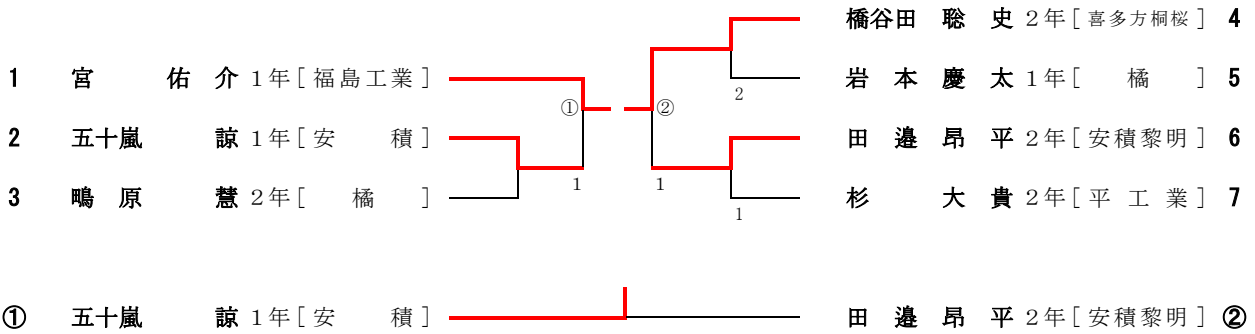 橋谷田 聡 史 2年[ 喜多方桐桜 ] 4
1 宮 佑 介 1年[ 福島工業 ]
岩 本 慶 太 1年[ 橘 ] 5
2
① ②
2 五十嵐 諒 1年[ 安 積 ]
田 邉 昂 平 2年[ 安積黎明 ] 6
1 1
3 鴫 原 慧 2年[ 橘 ]
杉 大 貴 2年[ 平 工 業 ] 7
1
① 五十嵐 諒 1年[ 安 積 ]
田 邉 昂 平 2年[ 安積黎明 ] ②